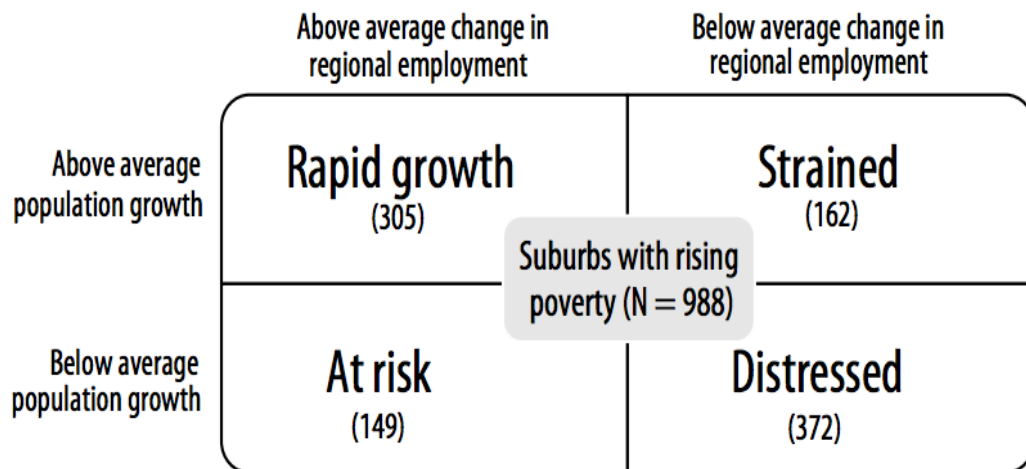 Above average change in
regional employment
Below average change in
regional employment
Above average
population growth
Rapid growth
(305)
Strained
(162)
Suburbs with rising
poverty (N = 988)
Below average
population growth
At risk
(149)
Distressed
(372)